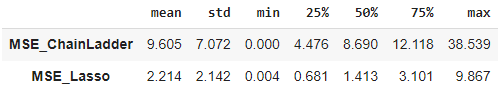 mean std min 25% 50% 75% max
MSE_ChainLadder 9.605 7.072 0.000 4.476 8.690 12.118 38.539
MSE_Lasso 2.214 2.142 0.004 0.681 1.413 3.101 9.867